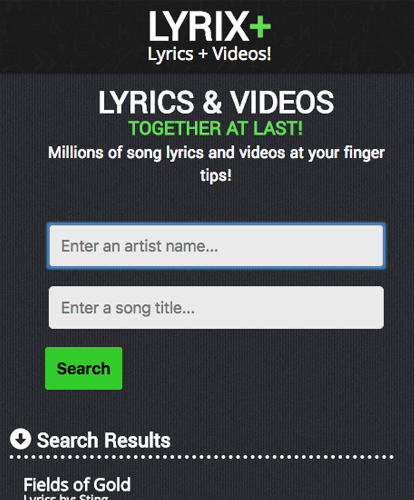 LYRIX+
Lyrics + Videos!
LYRICS & VIDEOS
TOGETHER AT LAST!
Millions of song lyrics and videos at your finger
tips!
Enter an artist name...
Enter a song title...
Search
Search Results
Fields of Gold
Lyrics by: Sting